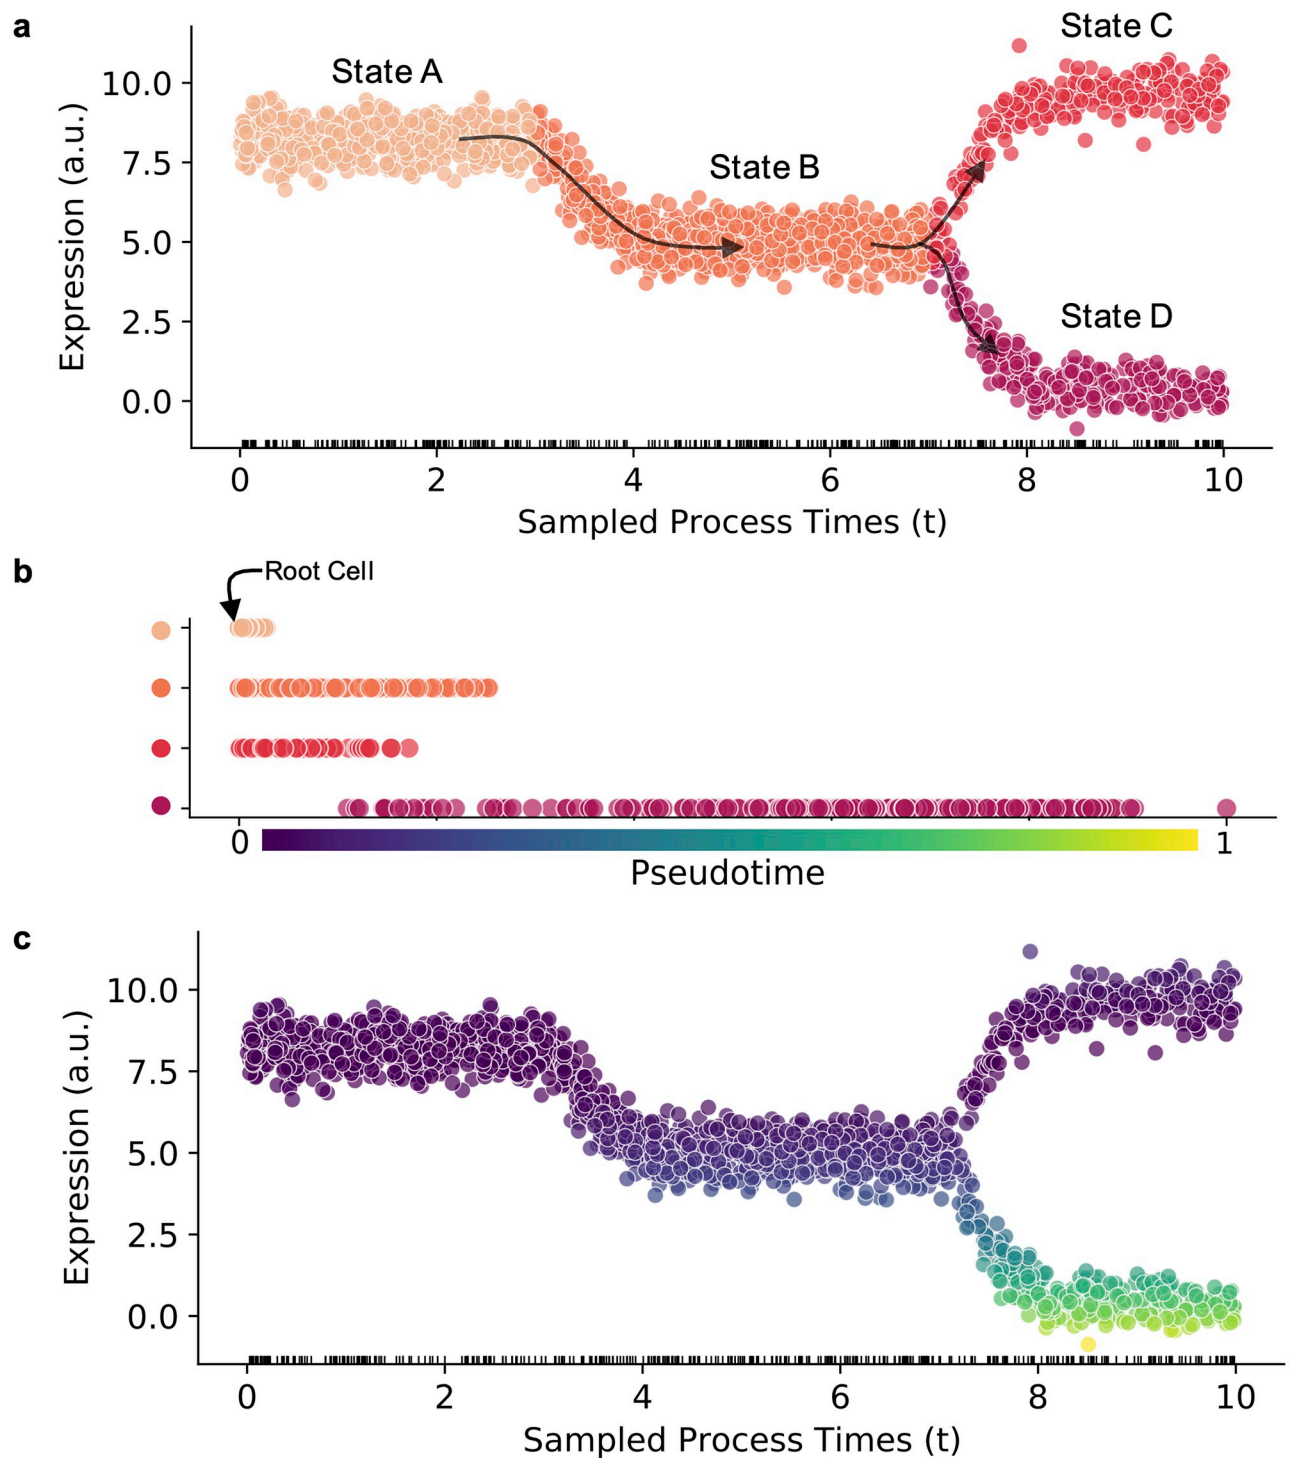 a
State A
State B
State C
State D
Expression (a.u.)
10.0
7.5
5.0
2.5
0.0
0 2 4 6 8 10
Sampled Process Times (t)
b
Root Cell
0 1
Pseudotime
c
Expression (a.u.)
10.0
7.5
5.0
2.5
0.0
0 2 4 6 8 10
Sampled Process Times (t)